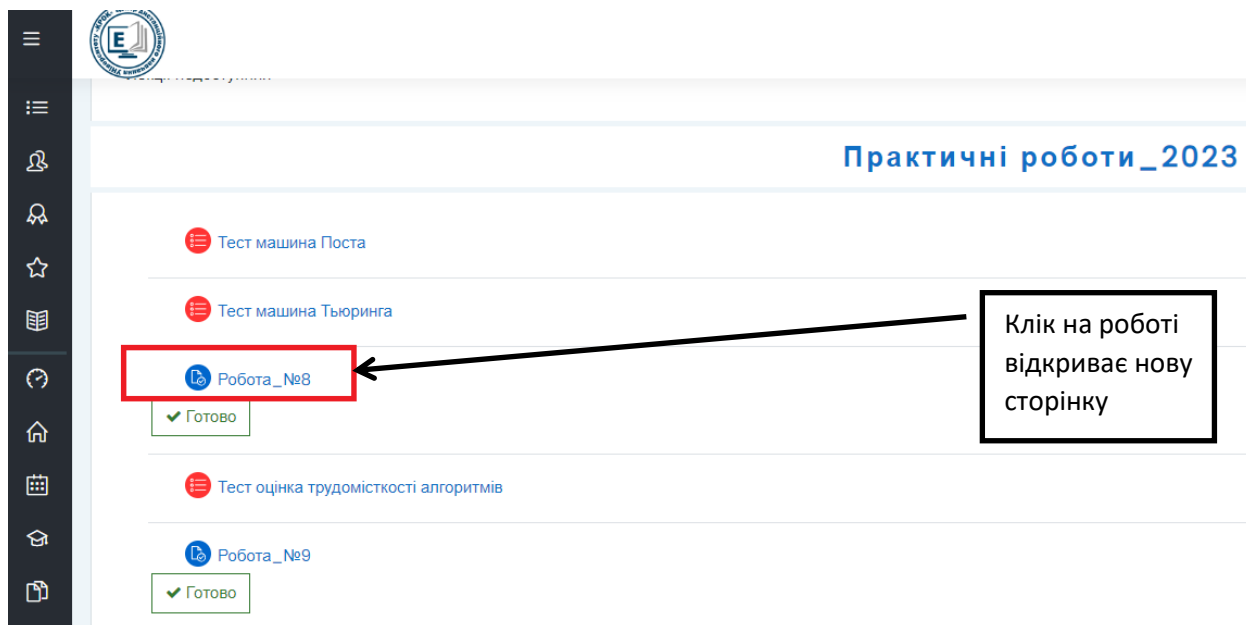 Практичні роботи_2023
Тест машина Поста
Тест машина Тьюринга
Клік на роботі
відкриває нову
сторінку
Робота_№8
Готово
Тест оцінка трудомісткості алгоритмів
Робота_№9
Готово